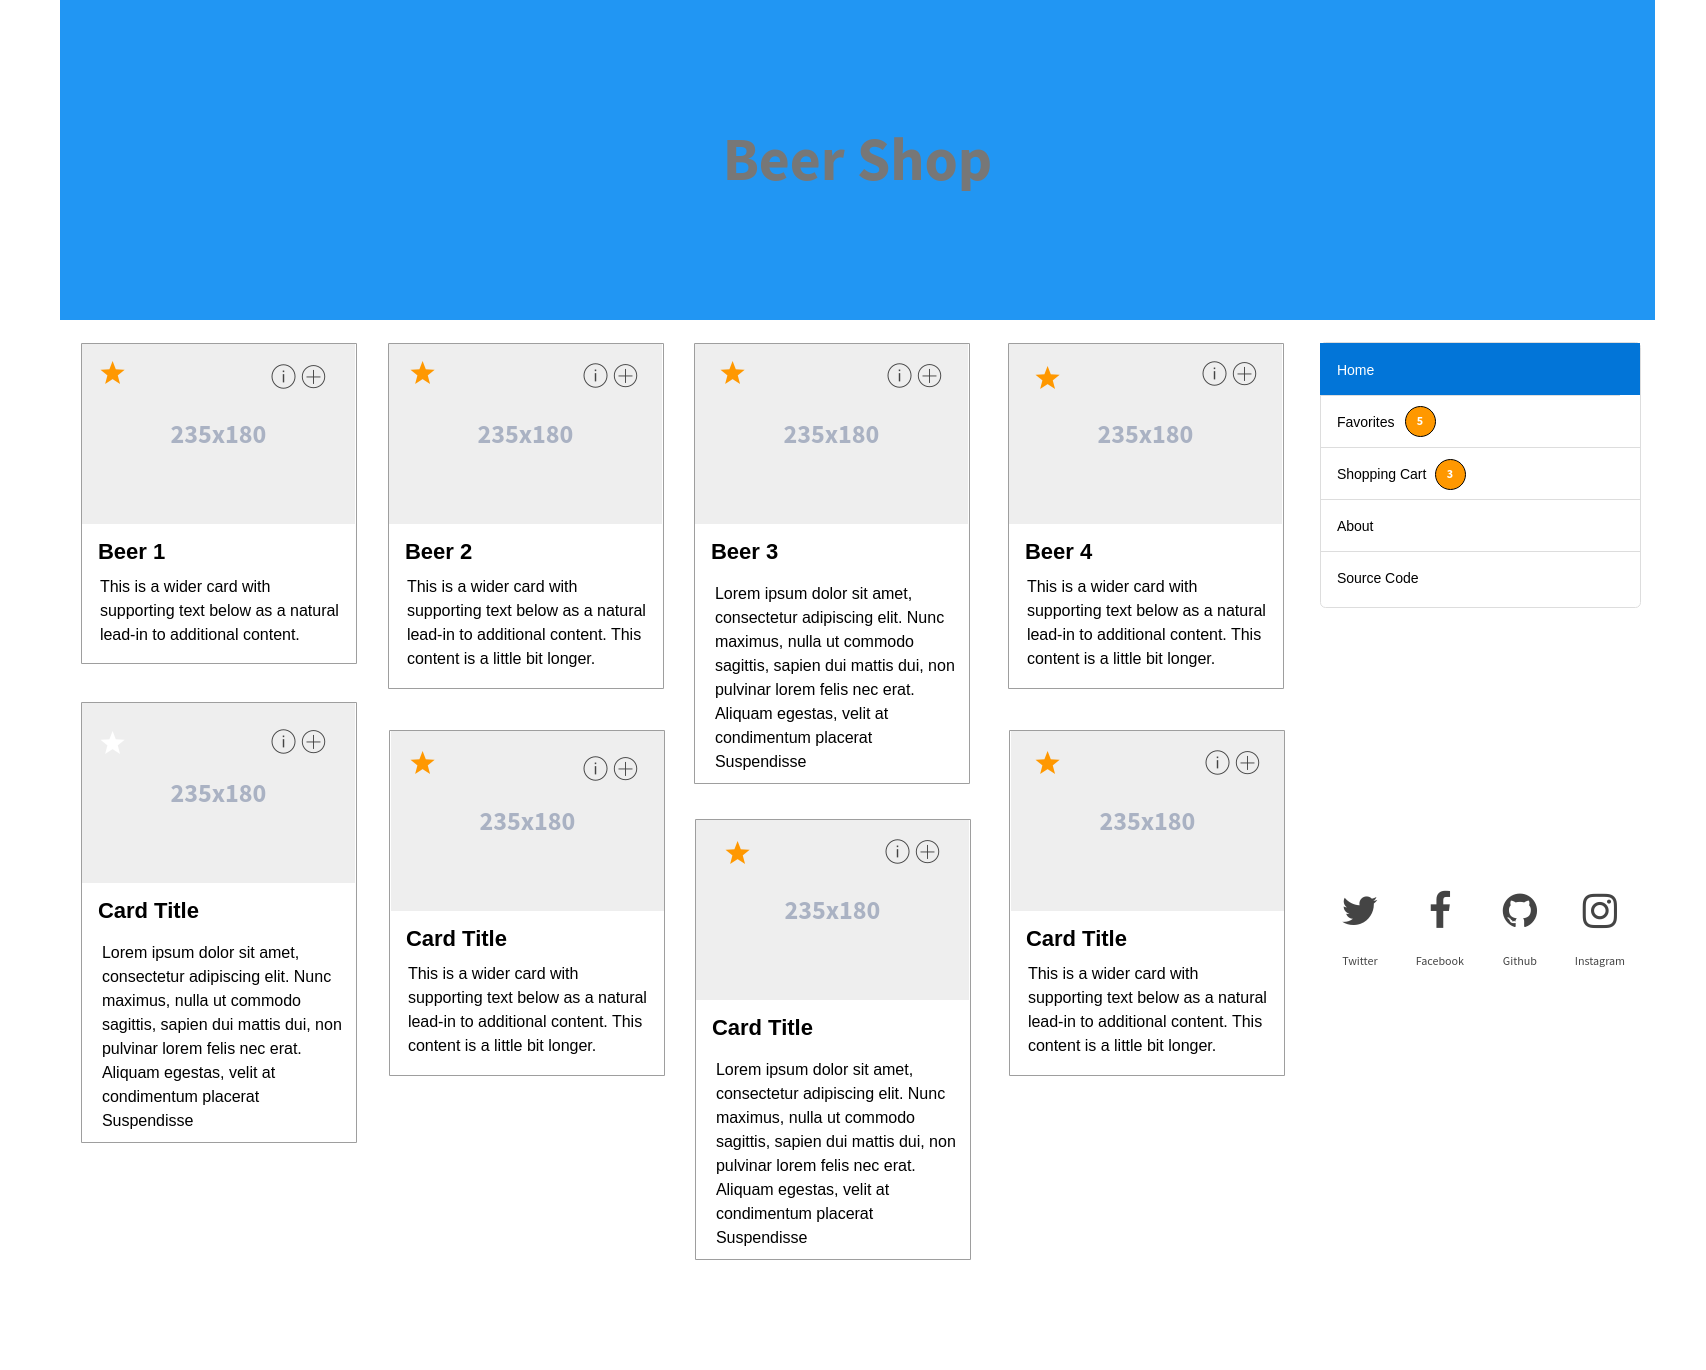 Beer Shop
235x180
Beer 1
This is a wider card with
supporting text below as a natural
lead-in to additional content.
235x180
Beer 2
This is a wider card with
supporting text below as a natural
lead-in to additional content. This
content is a little bit longer.
235x180
Beer 3
Lorem ipsum dolor sit amet,
consectetur adipiscing elit. Nunc
maximus, nulla ut commodo
sagittis, sapien dui mattis dui, non
pulvinar lorem felis nec erat.
Aliquam egestas, velit at
condimentum placerat
Suspendisse
235x180
Beer 4
This is a wider card with
supporting text below as a natural
lead-in to additional content. This
content is a little bit longer.
Home
Favorites 5
Shopping Cart 3
About
Source Code
235x180
Card Title
Lorem ipsum dolor sit amet,
consectetur adipiscing elit. Nunc
maximus, nulla ut commodo
sagittis, sapien dui mattis dui, non
pulvinar lorem felis nec erat.
Aliquam egestas, velit at
condimentum placerat
Suspendisse
235x180
Card Title
This is a wider card with
supporting text below as a natural
lead-in to additional content. This
content is a little bit longer.
235x180
Card Title
Lorem ipsum dolor sit amet,
consectetur adipiscing elit. Nunc
maximus, nulla ut commodo
sagittis, sapien dui mattis dui, non
pulvinar lorem felis nec erat.
Aliquam egestas, velit at
condimentum placerat
Suspendisse
235x180
Card Title
This is a wider card with
supporting text below as a natural
lead-in to additional content. This
content is a little bit longer.
Twitter
Facebook
Github
Instagram